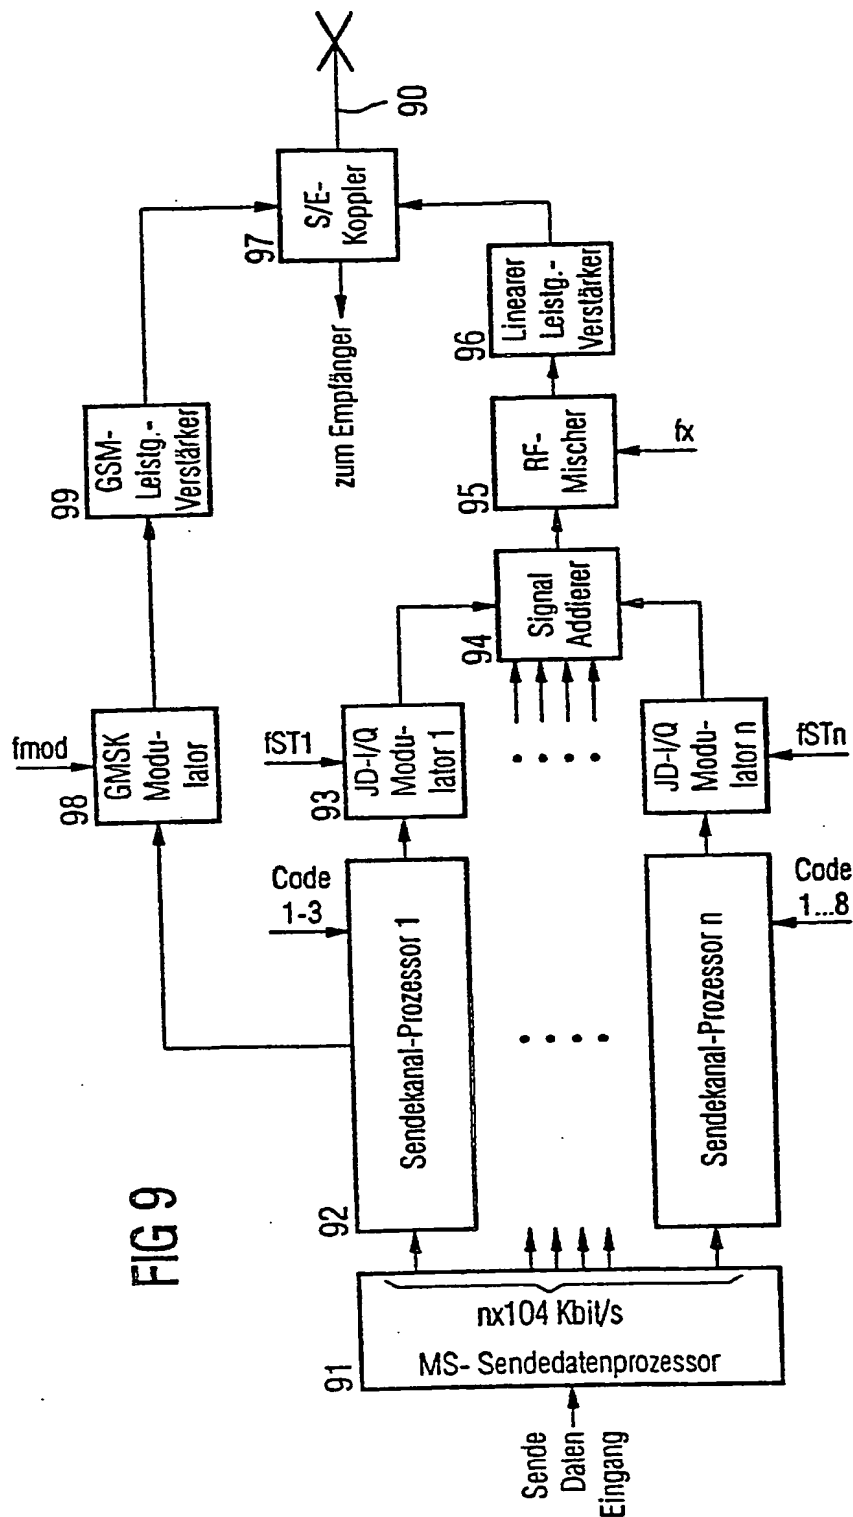 FIG 9
Sende
Daten
Eingang
91
nx104 Kbit/s
MS- Sendedatenprozessor
92
Sendekanal-Prozessor 1
Code
1-3
Sendekanal-Prozessor n
Code
1...8
98
fmod
GMSK
Modu-
lator
93
fST1
JD-I/Q
Modu-
lator 1
JD-I/Q
Modu-
lator n
fSTn
94
Signal
Addierer
95
RF-
Mischer
fx
96
Linearer
Leistg.-
Verstärker
99
GSM-
Leistg.-
Verstärker
97
S/E-
Koppler
zum Empfänger
90